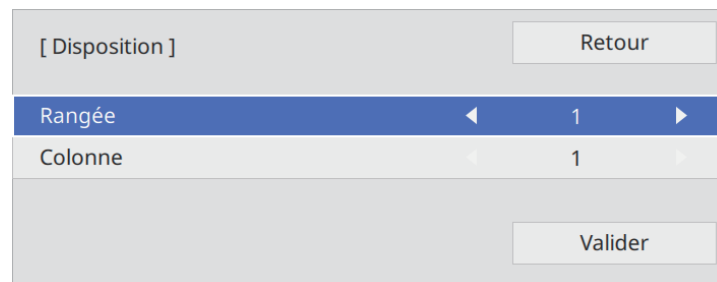 [ Disposition ]
Retour
Rangée 1
Colonne 1
Valider